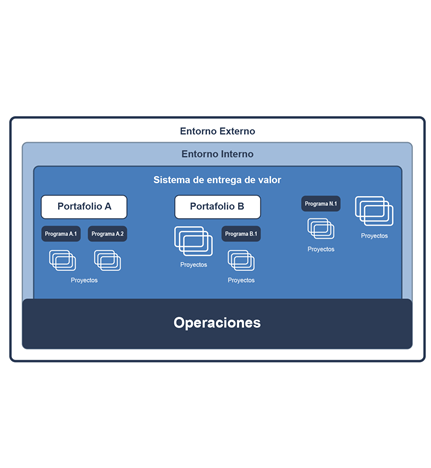 Entorno Externo
Entorno Interno
Sistema de entrega de valor
Portafolio A
Portafolio B
Programa N.1
Programa A.1
Programa A.2
Programa B.1
Proyectos
Proyectos
Proyectos
Proyectos
Proyectos
Operaciones